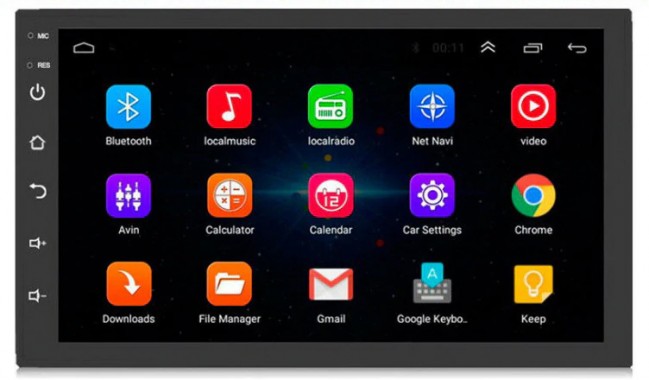 MIC
00:11
RES
Bluetooth
localmusic
localradio
Net Navi
video
Avin
Calculator
12
Calendar
Car Settings
Chrome
Downloads
File Manager
Gmail
A
Google Keybo..
Keep